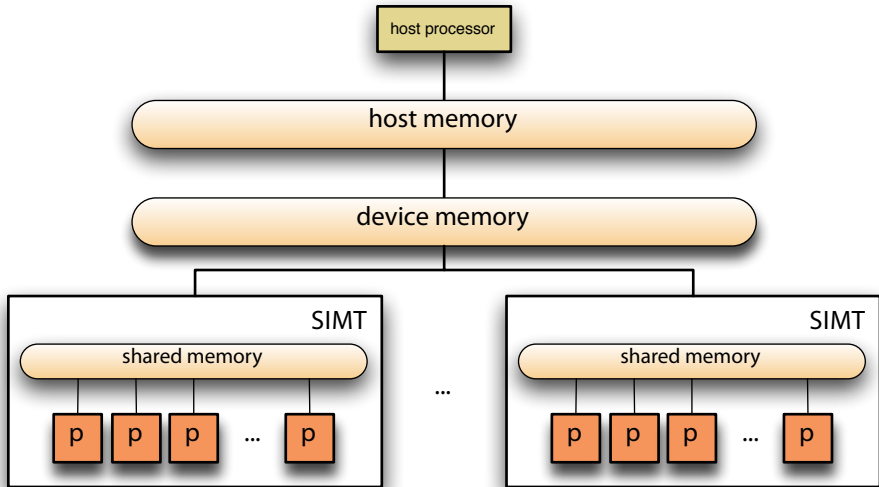 host processor
host memory
device memory
SIMT
SIMT
shared memory
shared memory
...
p p p ... p
p p p ... p